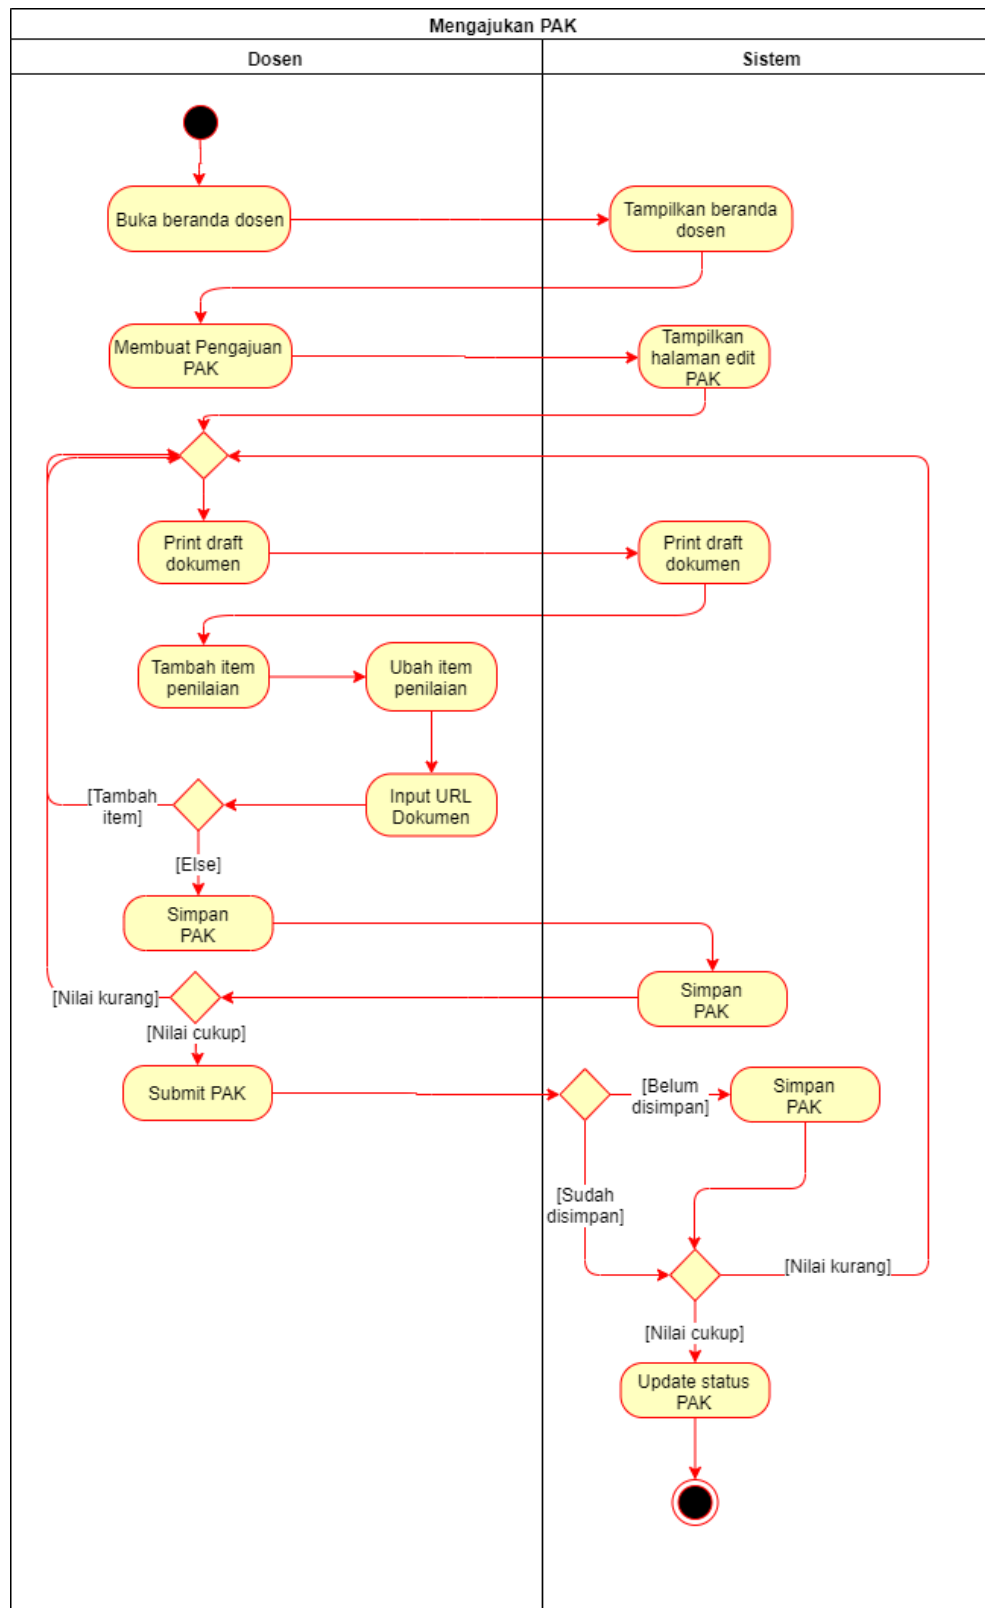 Mengajukan PAK
Dosen
Sistem
Buka beranda dosen
Tampilkan beranda
dosen
Membuat Pengajuan
PAK
Tampilkan
halaman edit
PAK
Print draft
dokumen
Print draft
dokumen
Tambah item
penilaian
Ubah item
penilaian
[Tambah
item]
Input URL
Dokumen
[Else]
Simpan
PAK
[Nilai kurang]
Simpan
PAK
[Nilai cukup]
Submit PAK
[Belum
disimpan]
Simpan
PAK
[Sudah
disimpan]
[Nilai kurang]
[Nilai cukup]
Update status
PAK